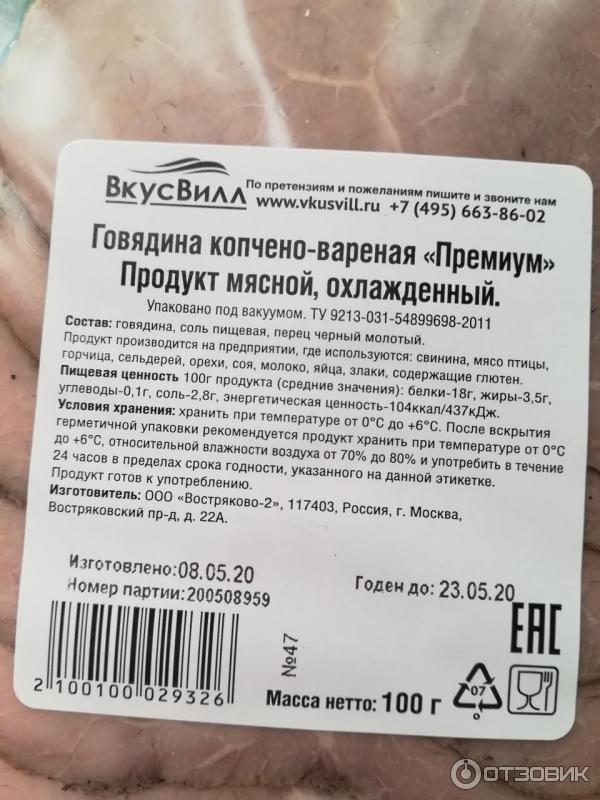 ВкусВилл
По претензиям и пожеланиям пишите и звоните нам
www.vkusvill.ru +7 (495) 663-86-02
Говядина копчено-вареная «Премиум»
Продукт мясной, охлажденный.
Упаковано под вакуумом. ТУ 9213-031-54899698-2011
Состав: говядина, соль пищевая, перец черный молотый.
Продукт производится на предприятии, где используются: свинина, мясо птицы,
горчица, сельдерей, орехи, соя, молоко, яйца, злаки, содержащие глютен.
Пищевая ценность 100г продукта (средние значения): белки-18г, жиры-3,5г,
углеводы-0,1г, соль-2,8г, энергетическая ценность-104ккал/437кДж.
Условия хранения: хранить при температуре от 0°С до +6°С. После вскрытия
герметичной упаковки рекомендуется продукт хранить при температуре от 0°С
до +6°С, относительной влажности воздуха от 70% до 80% и употребить в течение
24 часов в пределах срока годности, указанного на данной этикетке.
Продукт готов к употреблению.
Изготовитель: ООО «Востряково-2», 117403, Россия, г. Москва,
Востряковский пр-д, д. 22А.
Изготовлено:08.05.20
Годен до: 23.05.20
Номер партии:200508959
ЕАС
№47
2 100100 029326
Масса нетто: 100 г
07
ОТЗОВИК